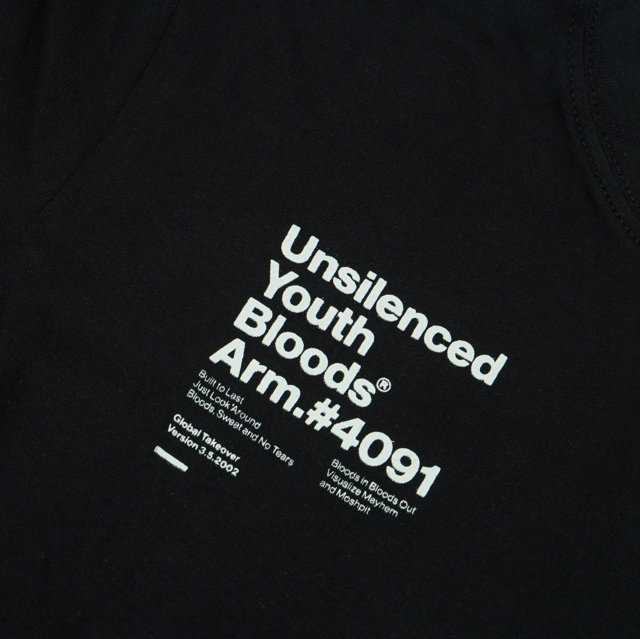 Unsilenced
Youth
Bloods®
Arm.#4091
Built to Last
Just Look Around
Bloods, Sweat and No Tears
Global Takeover
Version 3.5,2002
Bloods in Bloods Out
Visualize Mayhem
and Moshpit